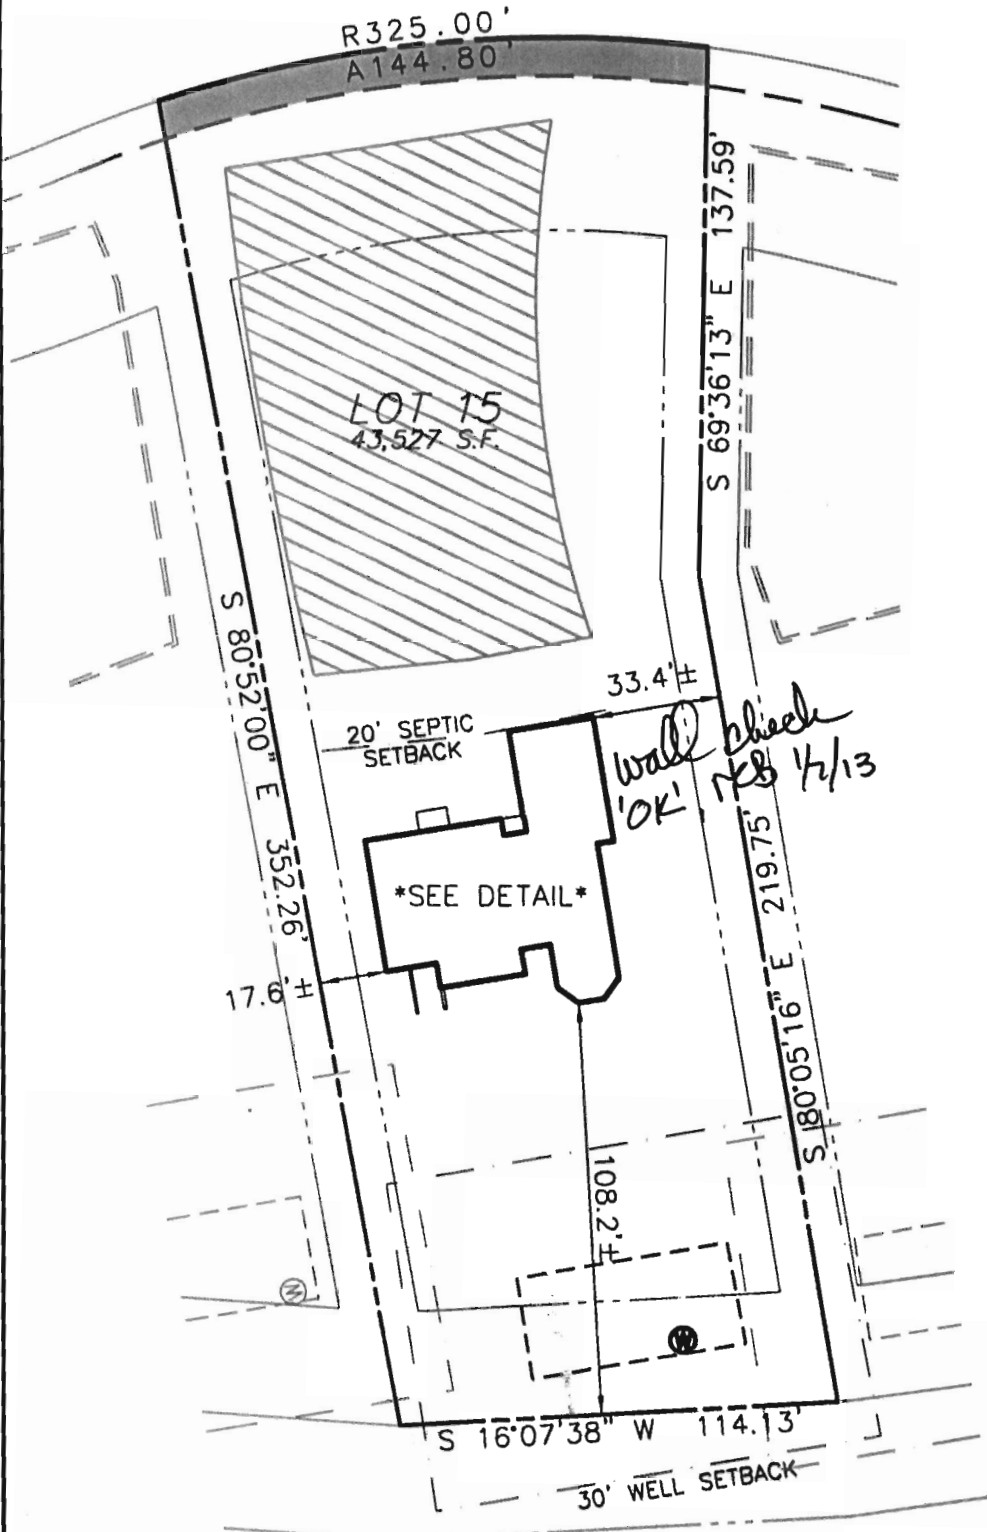 R325.00'
A144.80'
S 69°36'13" E 137.59'
LOT 15
43,527 S.F.
S 80°52'00" E 352.26'
33.4'±
20' SEPTIC
SETBACK
wall check
'OK' 1/2/13
*SEE DETAIL*
S 80°05'16" E 219.75'
17.6'±
108.2'±
W
W
S 16°07'38" W 114.13'
30' WELL SETBACK